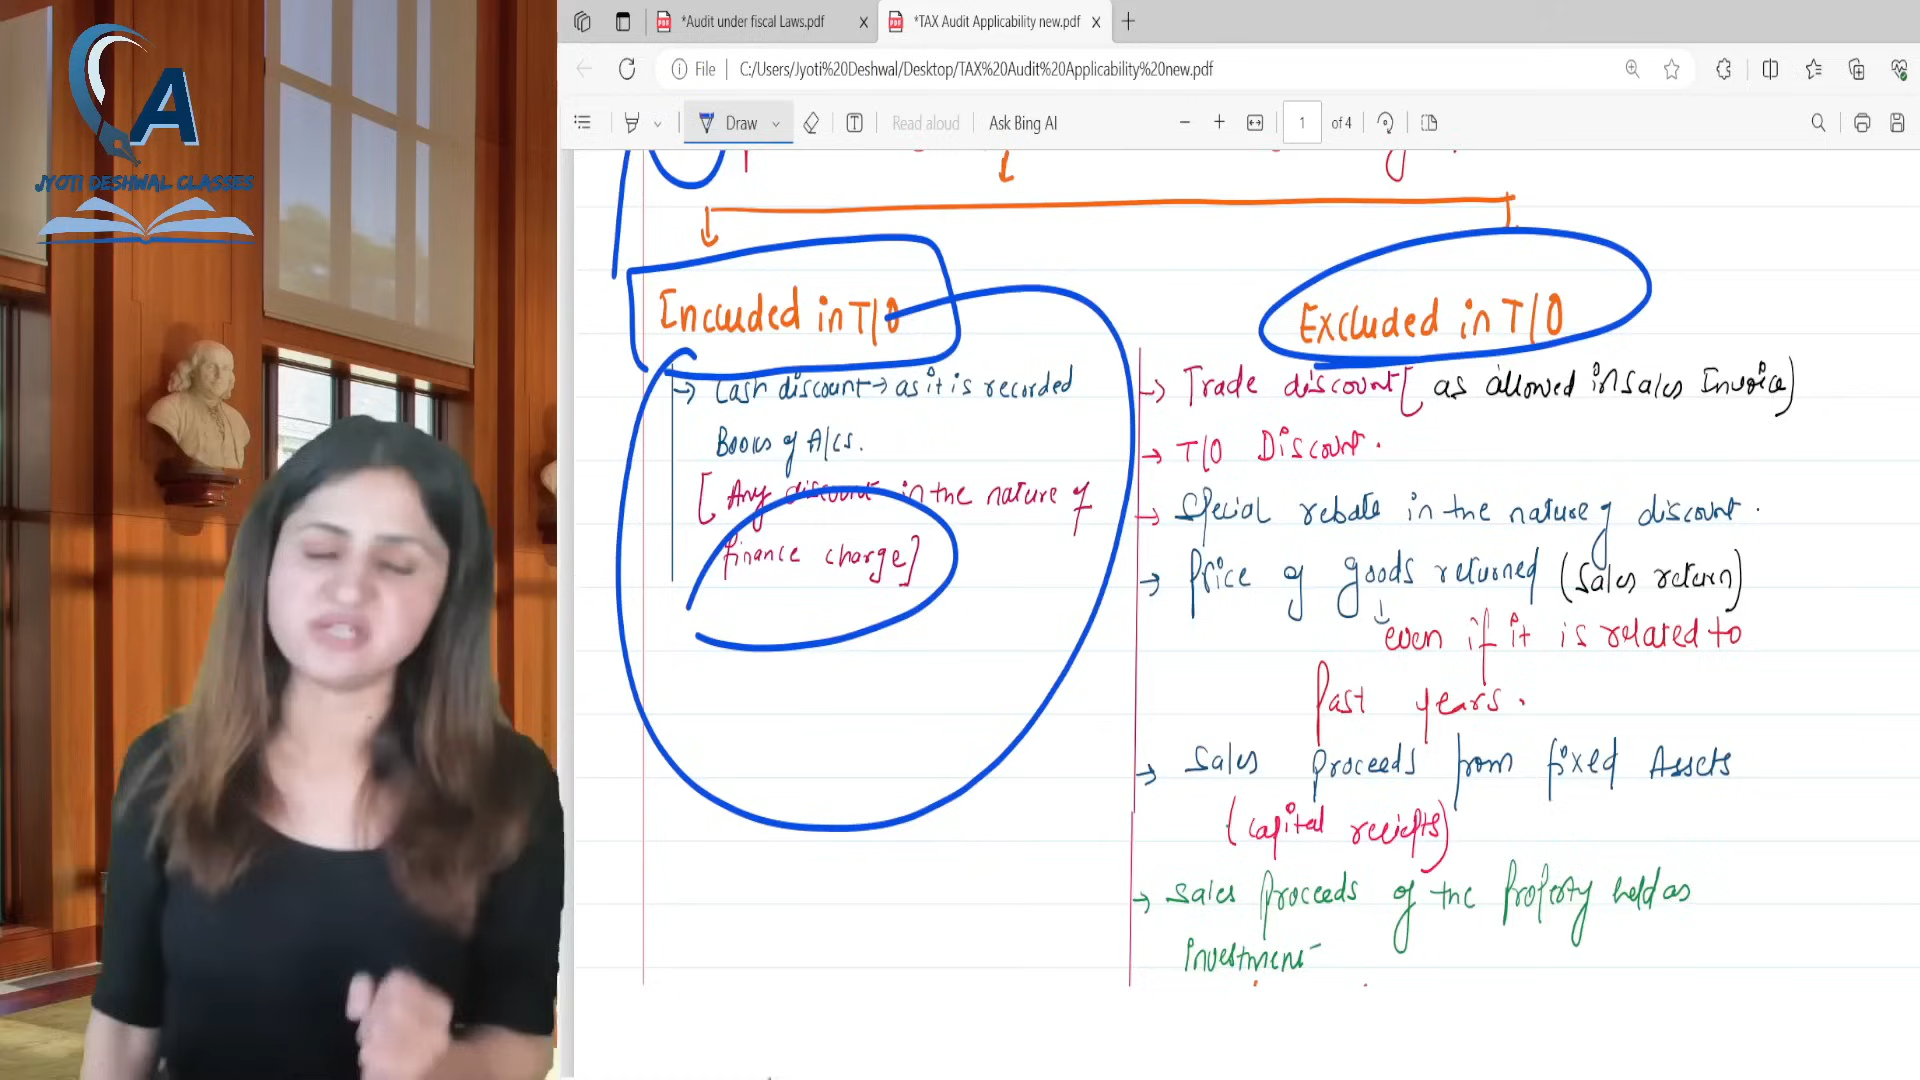 *Audit under fiscal Laws.pdf
*TAX Audit Applicability new.pdf
File C:/Users/Jyoti%20Deshwal/Desktop/TAX%20Audit%20Applicability%20new.pdf
Draw Read aloud Ask Bing AI 1 of 4
A
JYOTI DESHWAL CLASSES
Included in T/O
Excluded in T/O
→ Cash discount → as it is recorded
Books of A/cs.
[Any discount in the nature of
finance charge]
→ Trade discount [as allowed in sales Invoice)
→ T/O Discount.
→ Special rebate in the nature of discount.
→ Price of goods returned (sales return)
even if it is related to
Past years.
→ Sales proceeds from fixed Assets
(capital reciepts)
→ Sales proceeds of the Property held as
investment